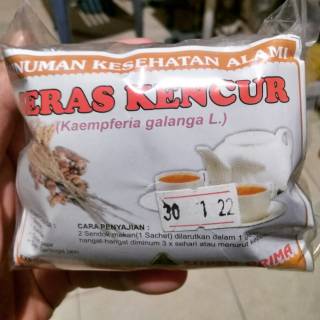 NUMAN KESEHATAN ALAMI
ERAS KENCUR
(Kaempferia galanga L.)
30 1 22
CARA PENYAJIAN :
2 Sendok makan(1 Sachet) dilarutkan dalam 1
hangat-hangat diminum 3 x sehari atau menurut
RIMA